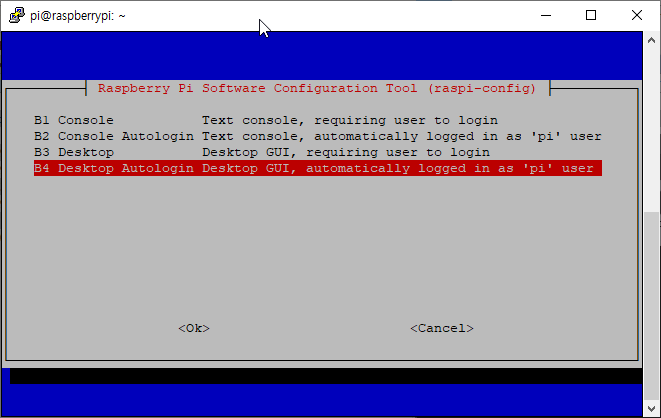 pi@raspberrypi: ~
Raspberry Pi Software Configuration Tool (raspi-config)
B1 Console Text console, requiring user to login
B2 Console Autologin Text console, automatically logged in as 'pi' user
B3 Desktop Desktop GUI, requiring user to login
B4 Desktop Autologin Desktop GUI, automatically logged in as 'pi' user
<Ok> <Cancel>